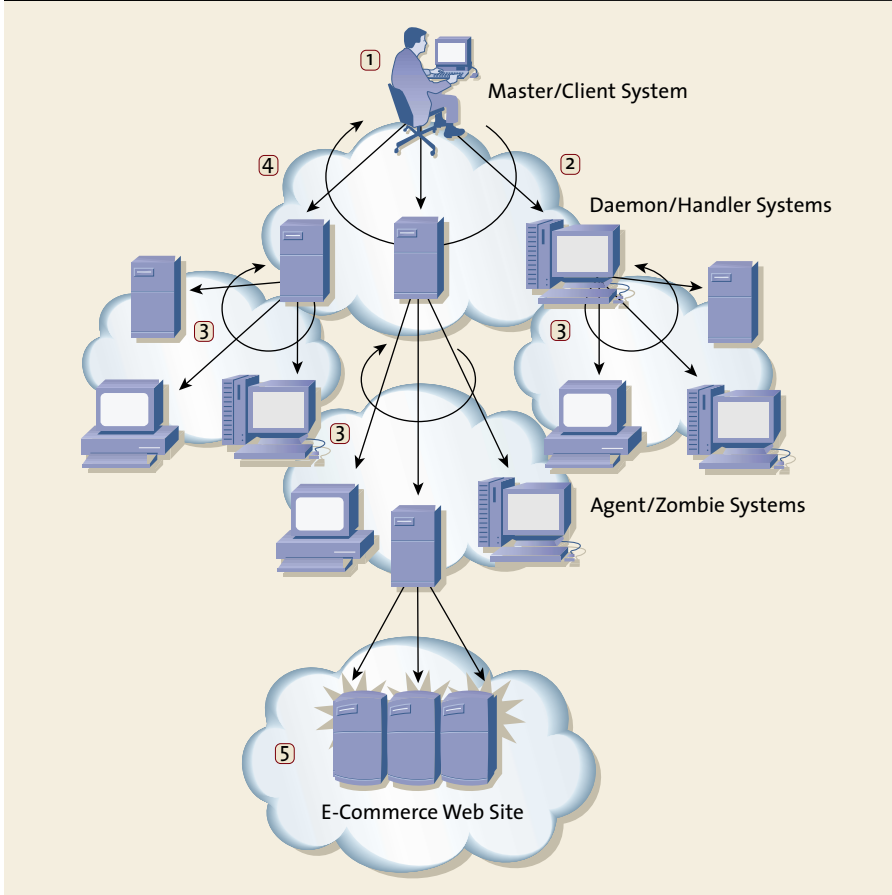 1
Master/Client System
4
2
Daemon/Handler Systems
3
3
3
Agent/Zombie Systems
5
E-Commerce Web Site